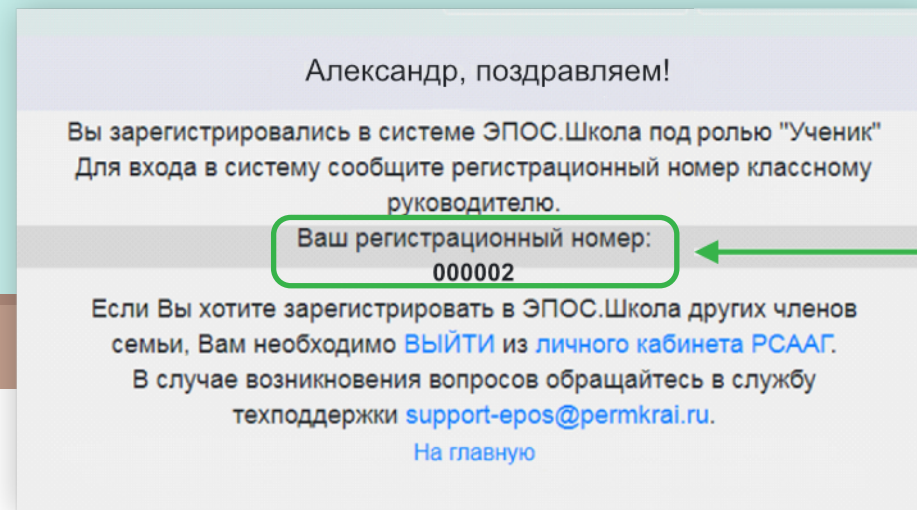 Александр, поздравляем!
Вы зарегистрировались в системе ЭПОС.Школа под ролью "Ученик"
Для входа в систему сообщите регистрационный номер классному
руководителю.
Ваш регистрационный номер:
000002
Если Вы хотите зарегистрировать в ЭПОС.Школа других членов
семьи, Вам необходимо ВЫЙТИ из личного кабинета РСААГ.
В случае возникновения вопросов обращайтесь в службу
техподдержки support-epos@permkrai.ru.
На главную